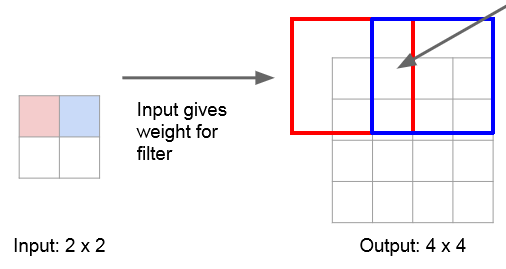 Input gives
weight for
filter
Input: 2 x 2
Output: 4 x 4